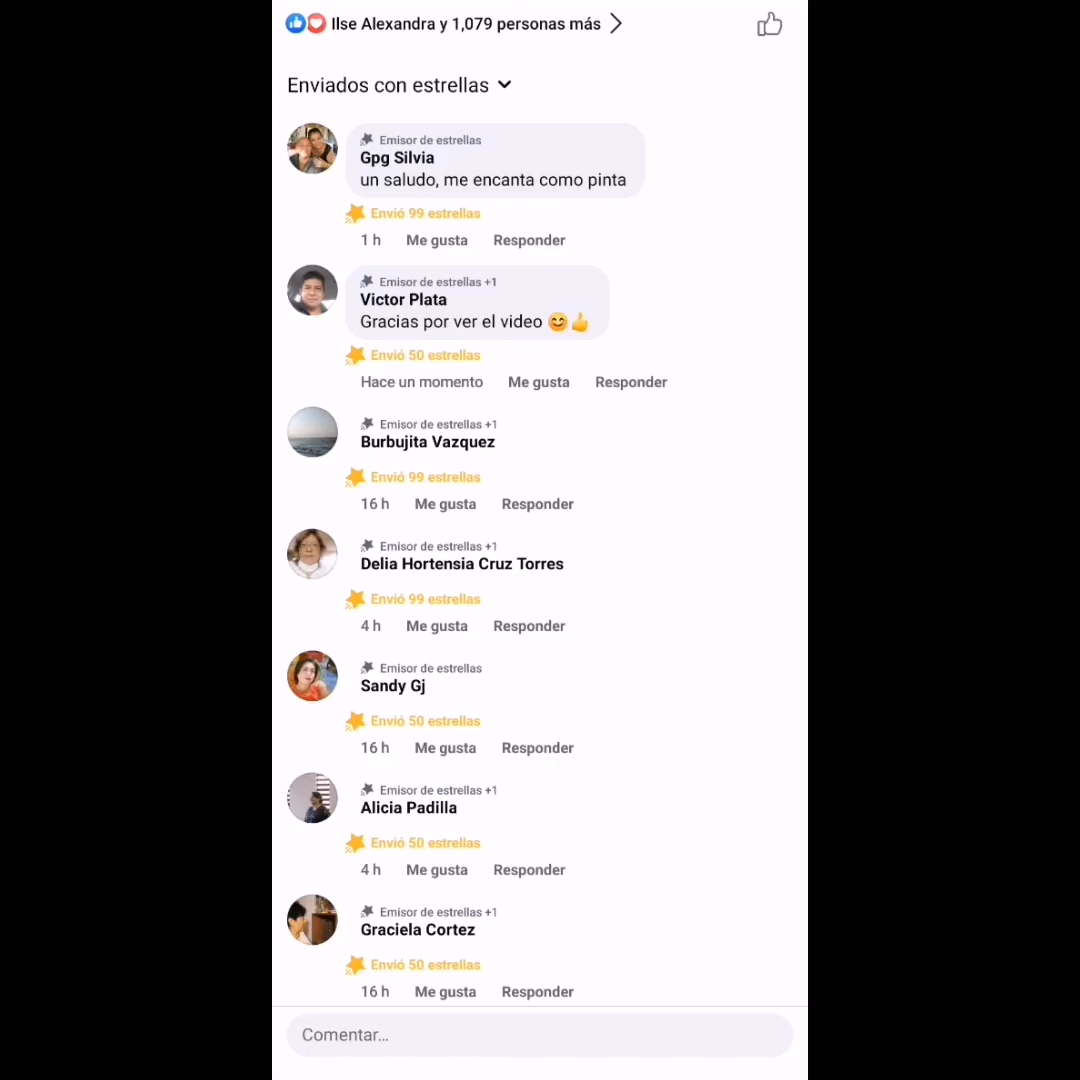 Ilse Alexandra y 1,079 personas más
Enviados con estrellas
Emisor de estrellas
Gpg Silvia
un saludo, me encanta como pinta
Envió 99 estrellas
1 h Me gusta Responder
Emisor de estrellas +1
Victor Plata
Gracias por ver el video 😊👍
Envió 50 estrellas
Hace un momento Me gusta Responder
Emisor de estrellas +1
Burbujita Vazquez
Envió 99 estrellas
16 h Me gusta Responder
Emisor de estrellas +1
Delia Hortensia Cruz Torres
Envió 99 estrellas
4 h Me gusta Responder
Emisor de estrellas
Sandy Gj
Envió 50 estrellas
16 h Me gusta Responder
Emisor de estrellas +1
Alicia Padilla
Envió 50 estrellas
4 h Me gusta Responder
Emisor de estrellas +1
Graciela Cortez
Envió 50 estrellas
16 h Me gusta Responder
Comentar...